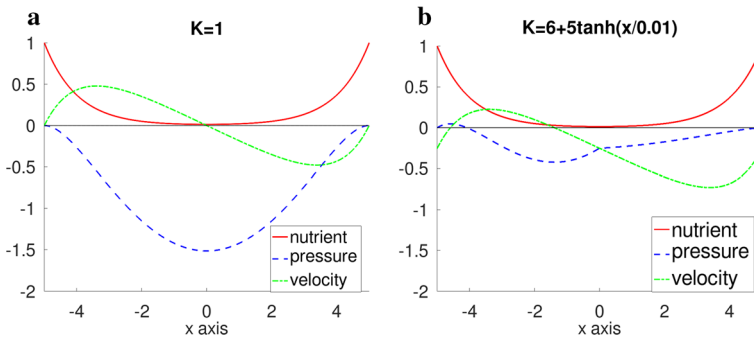 a
K=1
1
0.5
0
-0.5
-1
-1.5
-2
-4
-2
0
2
4
x axis
nutrient
pressure
velocity
b
K=6+5tanh(x/0.01)
1
0.5
0
-0.5
-1
-1.5
-2
-4
-2
0
2
4
x axis
nutrient
pressure
velocity